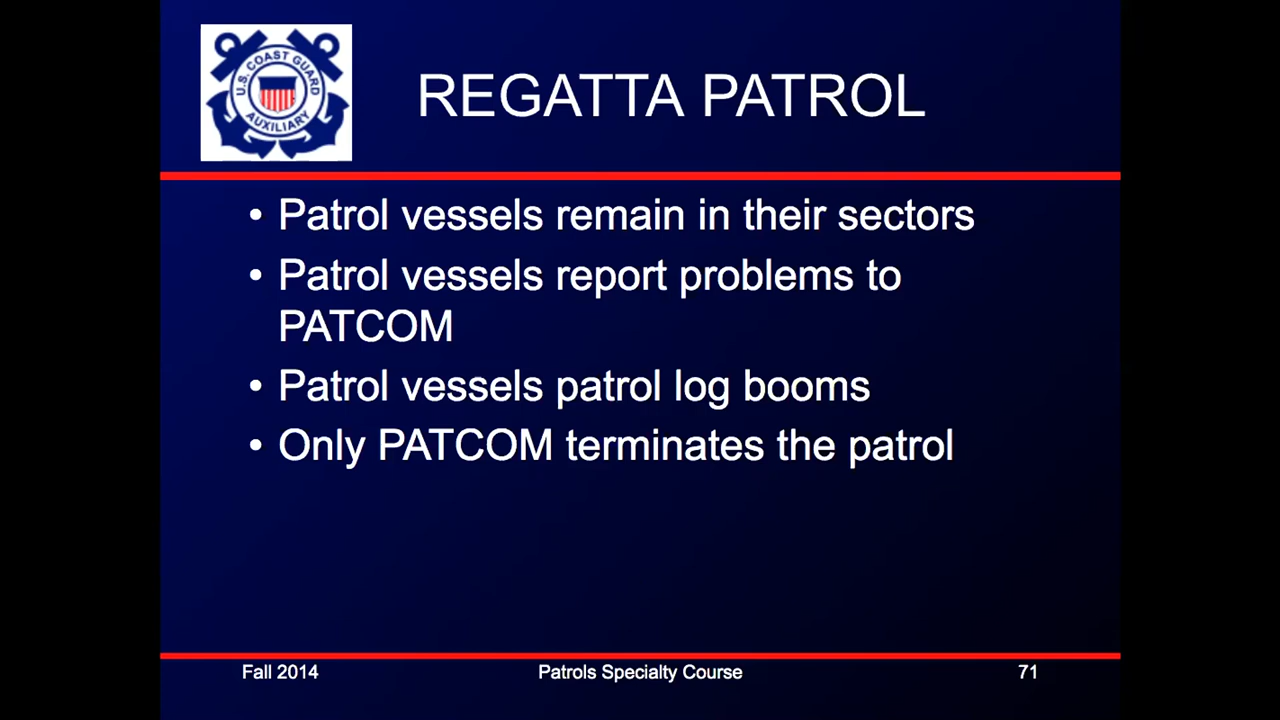 U.S. COAST GUARD
AUXILIARY
REGATTA PATROL
• Patrol vessels remain in their sectors
• Patrol vessels report problems to
PATCOM
• Patrol vessels patrol log booms
• Only PATCOM terminates the patrol
Fall 2014
Patrols Specialty Course
71